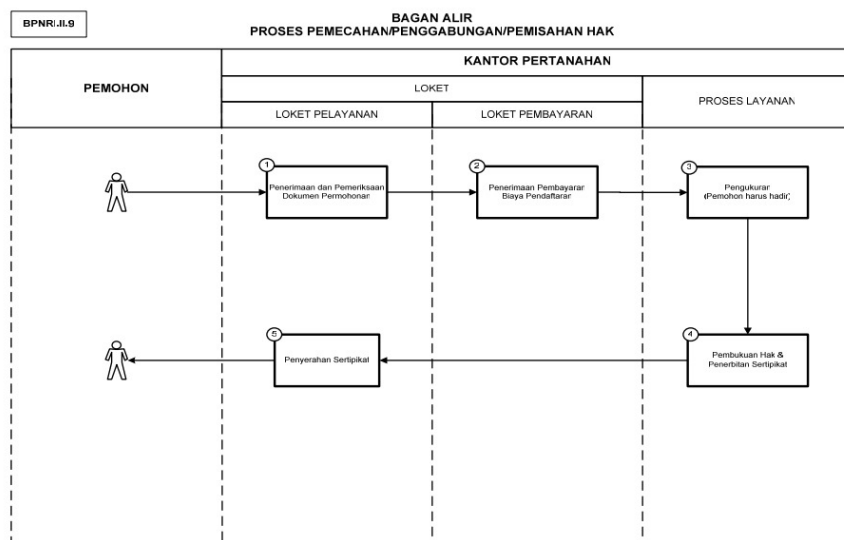 BPNRI.II.9
BAGAN ALIR
PROSES PEMECAHAN/PENGGABUNGAN/PEMISAHAN HAK
PEMOHON
KANTOR PERTANAHAN
LOKET
PROSES LAYANAN
LOKET PELAYANAN
LOKET PEMBAYARAN
1
Penerimaan dan Pemeriksaan
Dokumen Permohonan
2
Penerimaan Pembayaran
Biaya Pendaftaran
3
Pengukuran
(Pemohon harus hadir)
5
Penyerahan Sertipikat
4
Pembukuan Hak &
Penerbitan Sertipikat